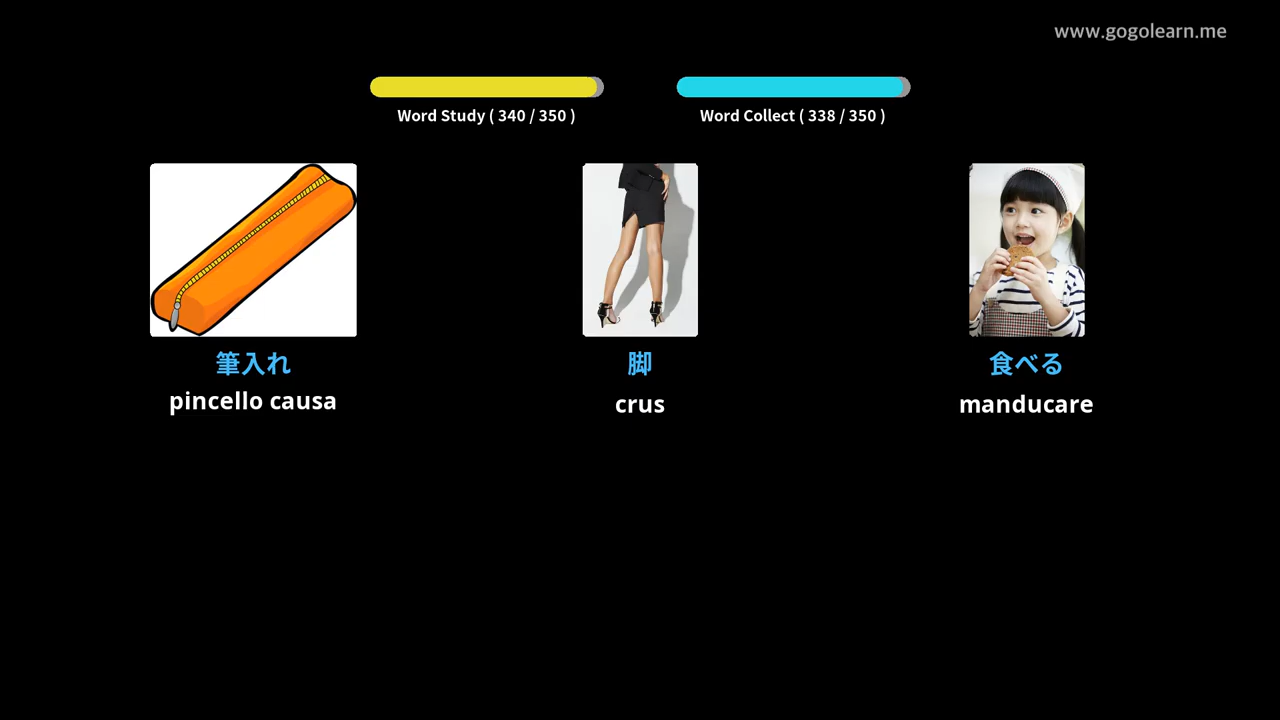 www.gogolearn.me
Word Study ( 340 / 350 )
Word Collect ( 338 / 350 )
筆入れ
脚
食べる
pincello causa
crus
manducare